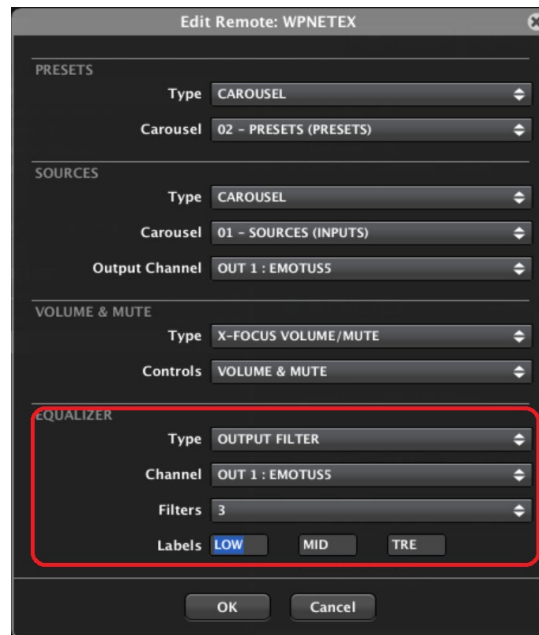 Edit Remote: WPNETEX
PRESETS
Type CAROUSEL
Carousel 02 - PRESETS (PRESETS)
SOURCES
Type CAROUSEL
Carousel 01 - SOURCES (INPUTS)
Output Channel OUT 1 : EMOTUS5
VOLUME & MUTE
Type X-FOCUS VOLUME/MUTE
Controls VOLUME & MUTE
EQUALIZER
Type OUTPUT FILTER
Channel OUT 1 : EMOTUS5
Filters 3
Labels LOW MID TRE
OK Cancel